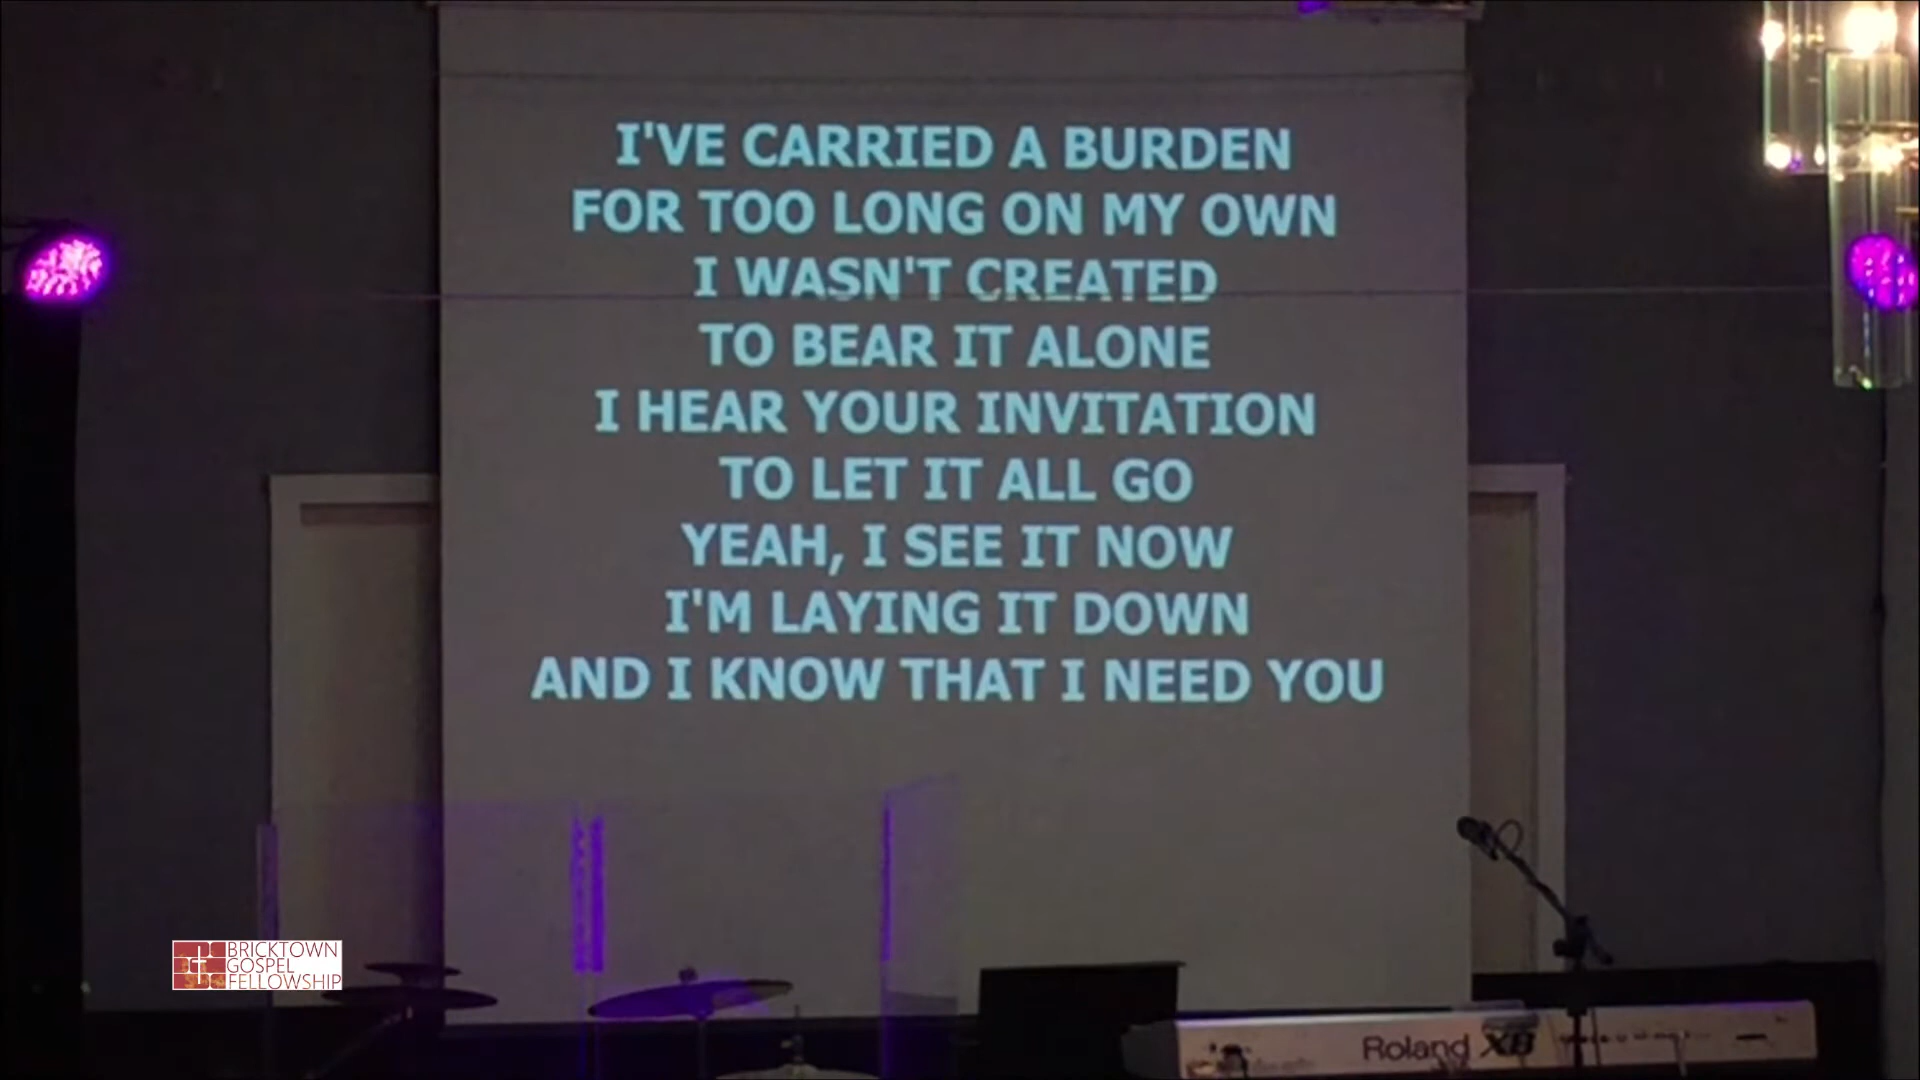 I'VE CARRIED A BURDEN
FOR TOO LONG ON MY OWN
I WASN'T CREATED
TO BEAR IT ALONE
I HEAR YOUR INVITATION
TO LET IT ALL GO
YEAH, I SEE IT NOW
I'M LAYING IT DOWN
AND I KNOW THAT I NEED YOU
BRICKTOWN
GOSPEL
FELLOWSHIP
Roland X8